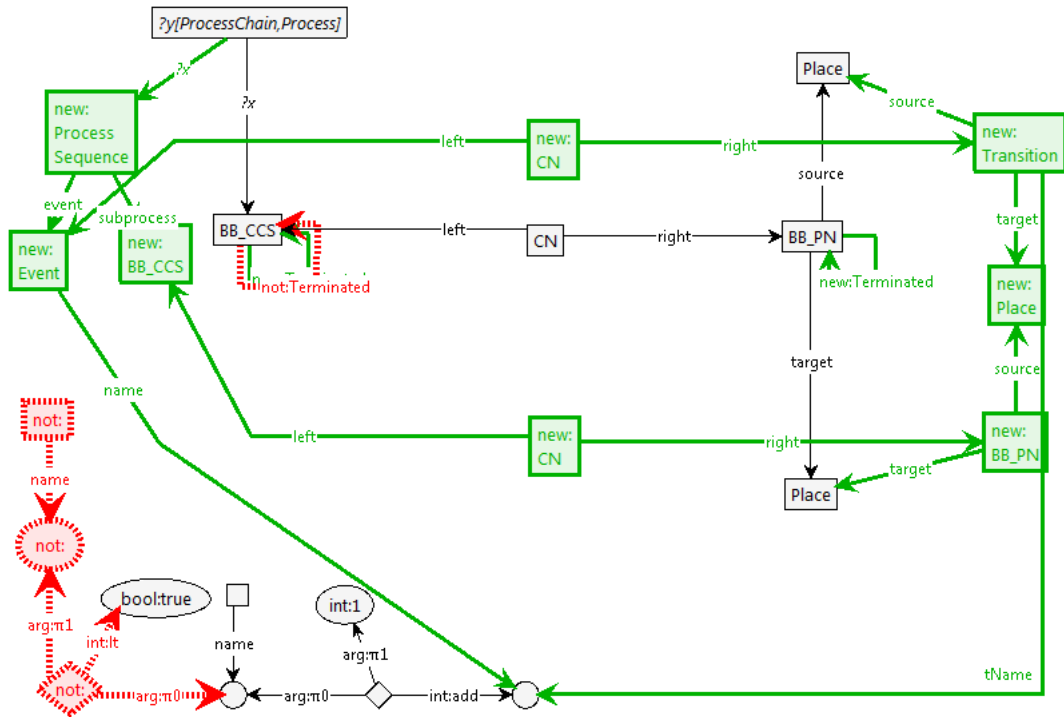 ?y[ProcessChain,Process]
?x
?x
Place
source
new:
Process
Sequence
new:
CN
new:
Transition
left
right
source
event
subprocess
target
new:
Event
new:
BB_CCS
BB_CCS
left
CN
right
BB_PN
not:Terminated
new:Terminated
new:
Place
target
source
name
not:
new:
CN
left
right
new:
BB_PN
name
target
Place
not:
bool:true
int:1
arg:π1
int:lt
name
arg:π1
not:
arg:π0
arg:π0
int:add
tName